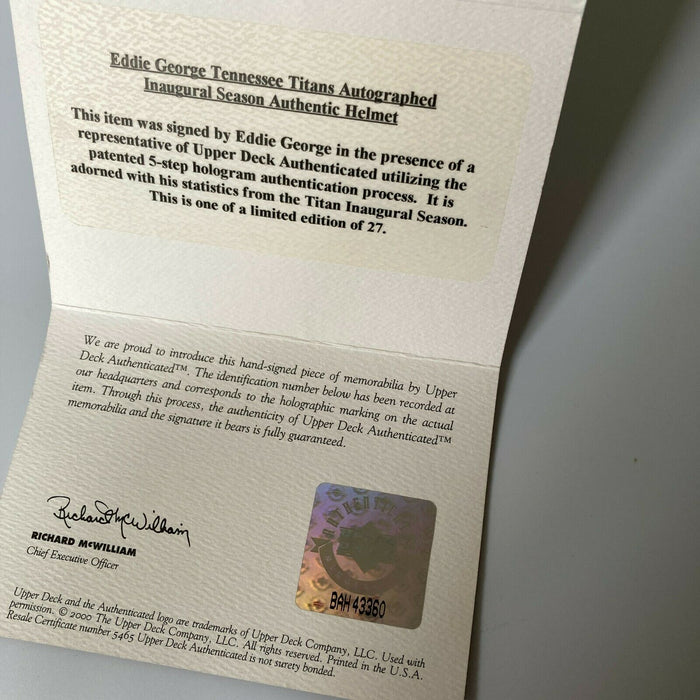 Eddie George Tennessee Titans Autographed
Inaugural Season Authentic Helmet
This item was signed by Eddie George in the presence of a
representative of Upper Deck Authenticated utilizing the
patented 5-step hologram authentication process. It is
adorned with his statistics from the Titan Inaugural Season.
This is one of a limited edition of 27.
We are proud to introduce this hand-signed piece of memorabilia by Upper
Deck Authenticated™. The identification number below has been recorded at
our headquarters and corresponds to the holographic marking on the actual
item. Through this process, the authenticity of Upper Deck Authenticated™
memorabilia and the signature it bears is fully guaranteed.
Richard McWilliam
RICHARD McWILLIAM
Chief Executive Officer
BAH 43360
Upper Deck and the Authenticated logo are trademarks of Upper Deck Company, LLC. Used with
permission. © 2000 The Upper Deck Company, LLC. All rights reserved. Printed in the U.S.A.
Resale Certificate number 5465 Upper Deck Authenticated is not surety bonded.